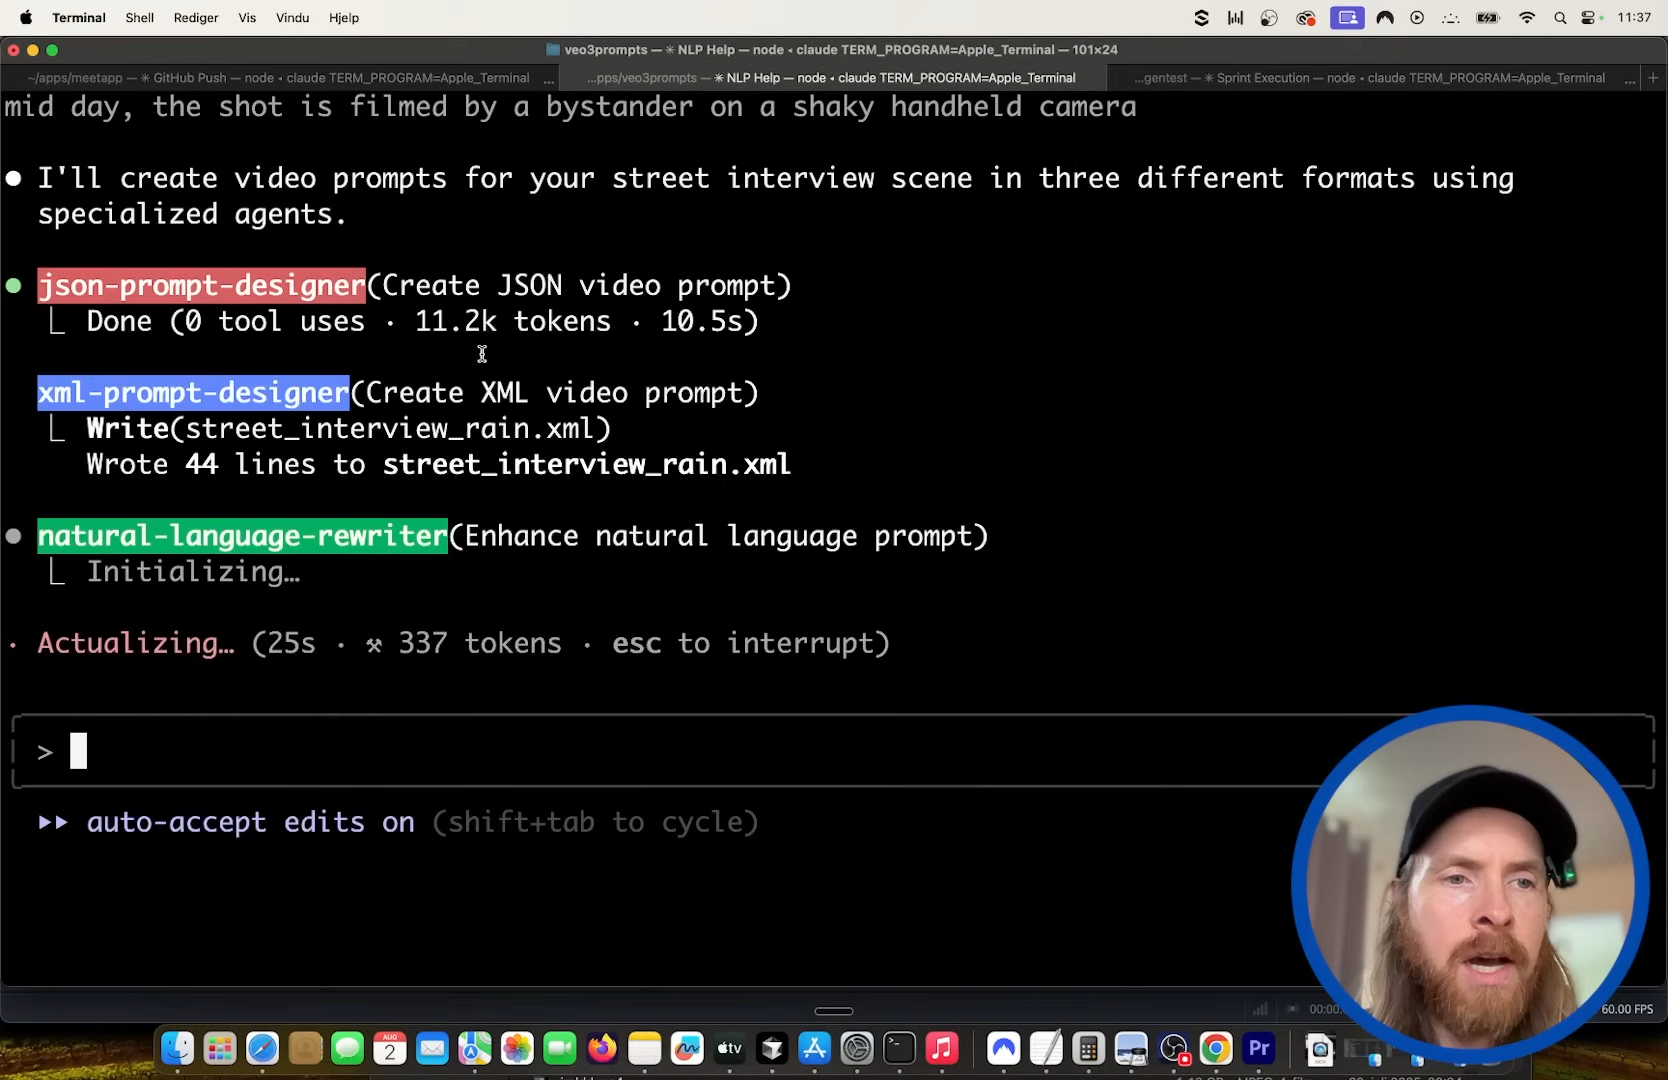 Terminal Shell Rediger Vis Vindu Hjelp 11:37
veo3prompts — ✳ NLP Help — node ◂ claude TERM_PROGRAM=Apple_Terminal — 101×24
~/apps/meetapp — ✳ GitHub Push — node ◂ claude TERM_PROGRAM=Apple_Terminal ... ...pps/veo3prompts — ✳ NLP Help — node ◂ claude TERM_PROGRAM=Apple_Terminal ...gentest — ✳ Sprint Execution — node ◂ claude TERM_PROGRAM=Apple_Terminal ... +
mid day, the shot is filmed by a bystander on a shaky handheld camera
● I'll create video prompts for your street interview scene in three different formats using
specialized agents.
● json-prompt-designer(Create JSON video prompt)
⎿ Done (0 tool uses · 11.2k tokens · 10.5s)
xml-prompt-designer(Create XML video prompt)
⎿ Write(street_interview_rain.xml)
Wrote 44 lines to street_interview_rain.xml
● natural-language-rewriter(Enhance natural language prompt)
⎿ Initializing…
· Actualizing… (25s · ⚒ 337 tokens · esc to interrupt)
>
▸▸ auto-accept edits on (shift+tab to cycle)
60.00 FPS
AUG
2
tv
Pr